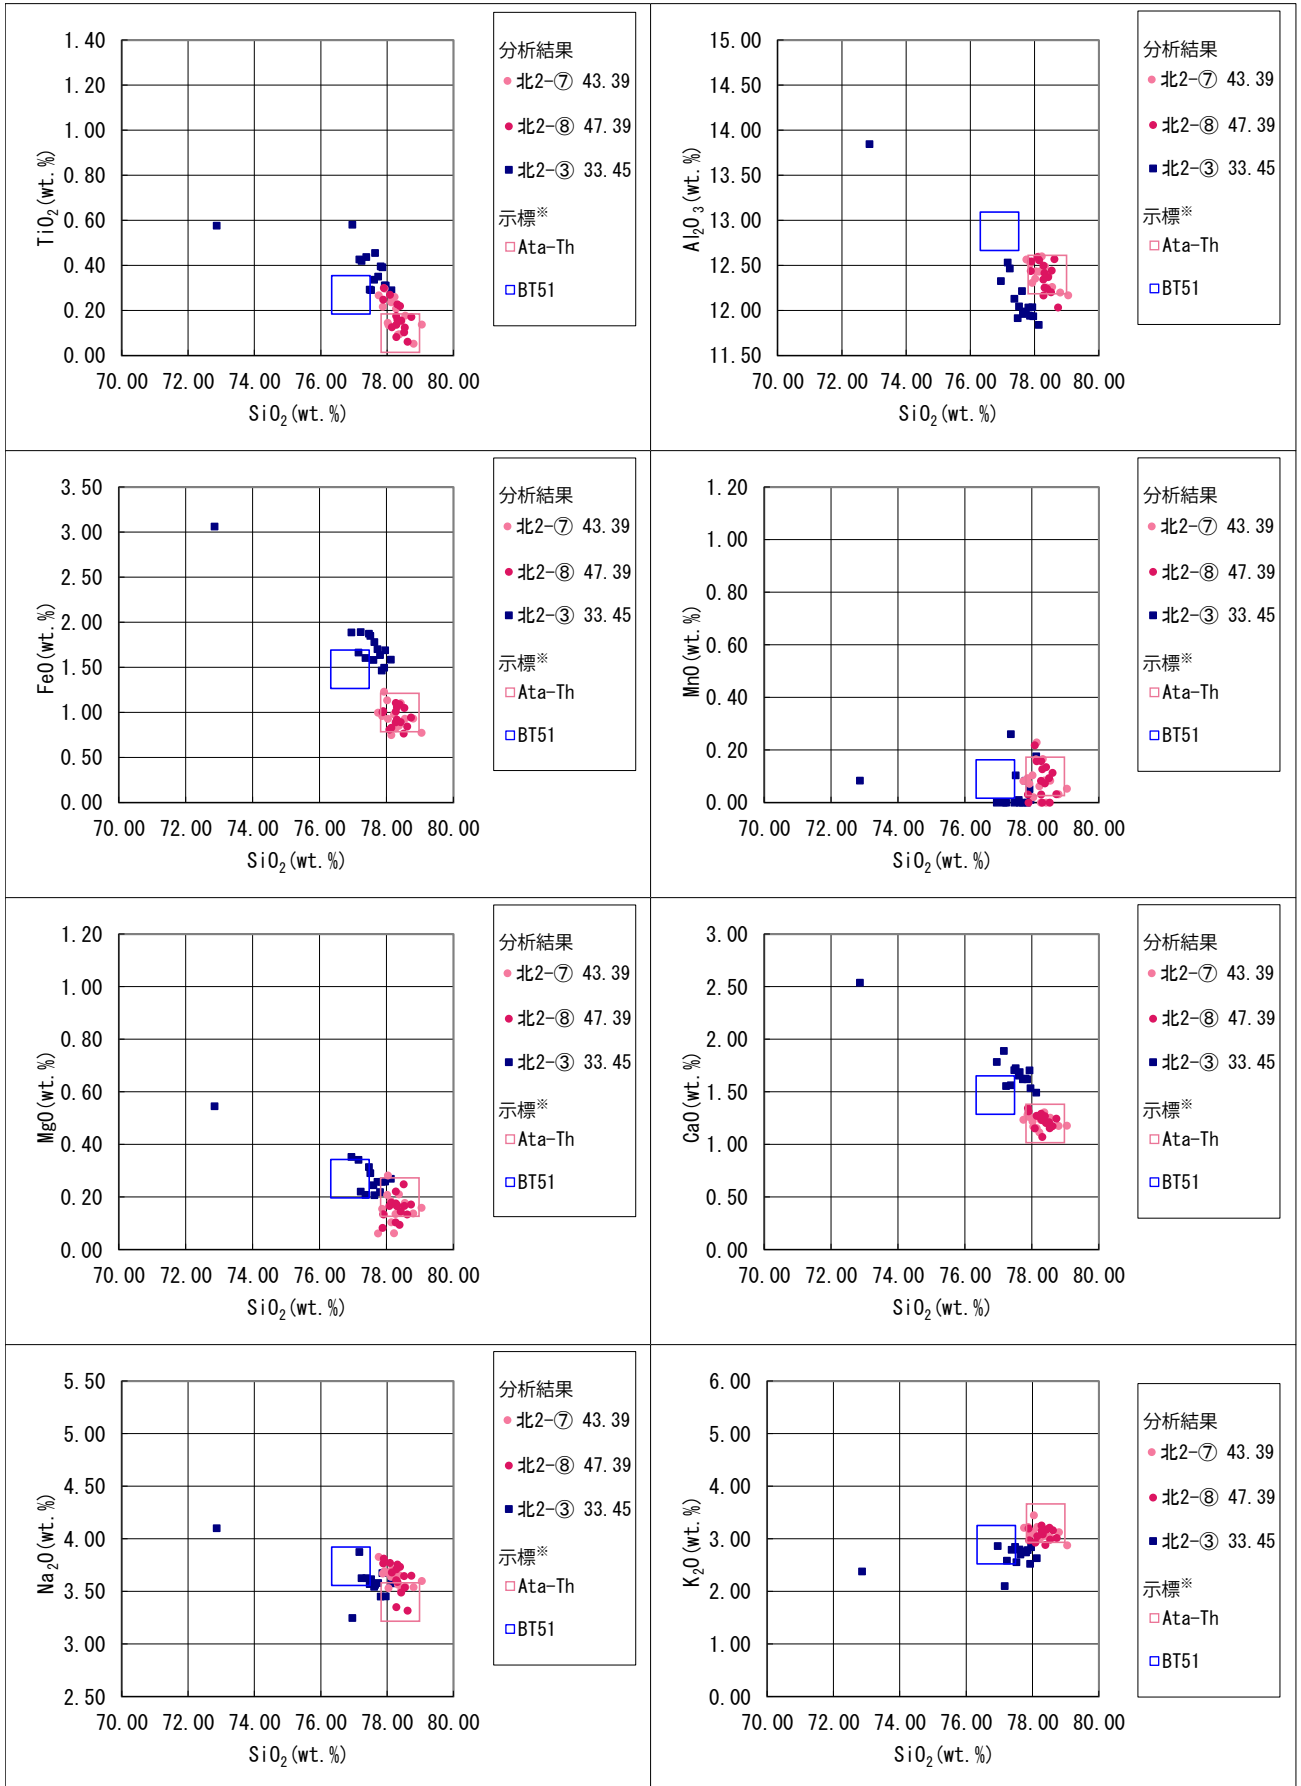 1.40
1.20
1.00
0.80
0.60
0.40
0.20
0.00
TiO₂(wt.%)
70.00 72.00 74.00 76.00 78.00 80.00
SiO₂(wt.%)
分析結果
北2-⑦ 43.39
北2-⑧ 47.39
北2-③ 33.45
示標※
Ata-Th
BT51
15.00
14.50
14.00
13.50
13.00
12.50
12.00
11.50
Al₂O₃(wt.%)
70.00 72.00 74.00 76.00 78.00 80.00
SiO₂(wt.%)
分析結果
北2-⑦ 43.39
北2-⑧ 47.39
北2-③ 33.45
示標※
Ata-Th
BT51
3.50
3.00
2.50
2.00
1.50
1.00
0.50
0.00
FeO(wt.%)
70.00 72.00 74.00 76.00 78.00 80.00
SiO₂(wt.%)
分析結果
北2-⑦ 43.39
北2-⑧ 47.39
北2-③ 33.45
示標※
Ata-Th
BT51
1.20
1.00
0.80
0.60
0.40
0.20
0.00
MnO(wt.%)
70.00 72.00 74.00 76.00 78.00 80.00
SiO₂(wt.%)
分析結果
北2-⑦ 43.39
北2-⑧ 47.39
北2-③ 33.45
示標※
Ata-Th
BT51
1.20
1.00
0.80
0.60
0.40
0.20
0.00
MgO(wt.%)
70.00 72.00 74.00 76.00 78.00 80.00
SiO₂(wt.%)
分析結果
北2-⑦ 43.39
北2-⑧ 47.39
北2-③ 33.45
示標※
Ata-Th
BT51
3.00
2.50
2.00
1.50
1.00
0.50
0.00
CaO(wt.%)
70.00 72.00 74.00 76.00 78.00 80.00
SiO₂(wt.%)
分析結果
北2-⑦ 43.39
北2-⑧ 47.39
北2-③ 33.45
示標※
Ata-Th
BT51
5.50
5.00
4.50
4.00
3.50
3.00
2.50
Na₂O(wt.%)
70.00 72.00 74.00 76.00 78.00 80.00
SiO₂(wt.%)
分析結果
北2-⑦ 43.39
北2-⑧ 47.39
北2-③ 33.45
示標※
Ata-Th
BT51
6.00
5.00
4.00
3.00
2.00
1.00
0.00
K₂O(wt.%)
70.00 72.00 74.00 76.00 78.00 80.00
SiO₂(wt.%)
分析結果
北2-⑦ 43.39
北2-⑧ 47.39
北2-③ 33.45
示標※
Ata-Th
BT51